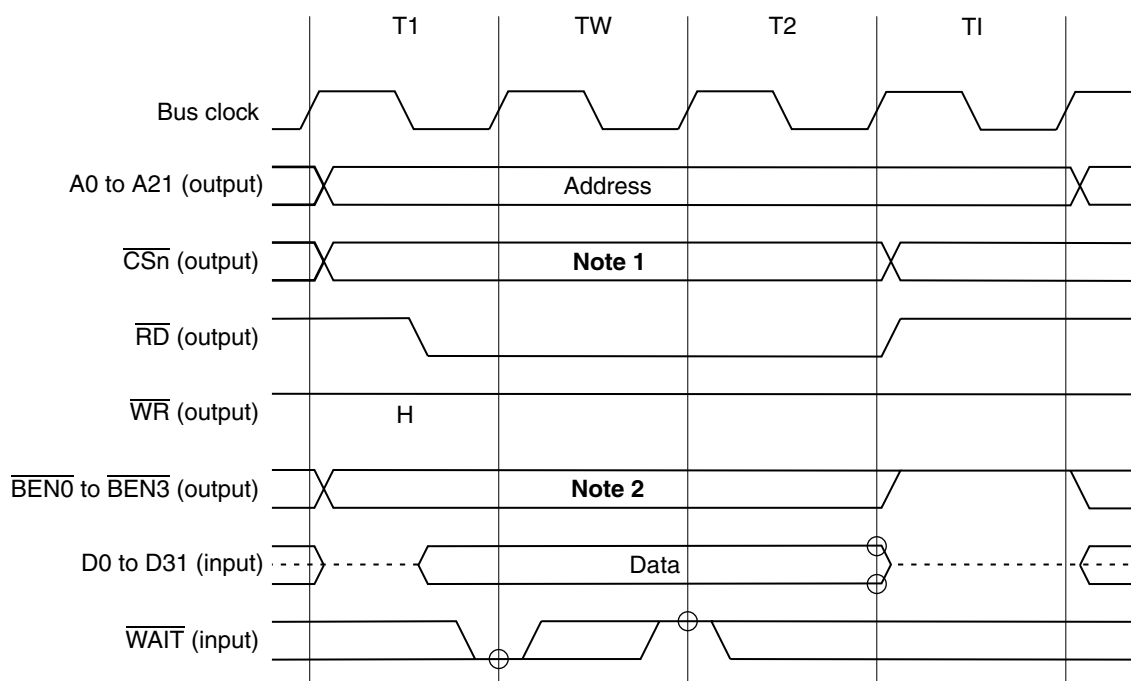 T1 TW T2 TI
Bus clock
A0 to A21 (output) Address
CSn (output) Note 1
RD (output)
WR (output) H
BEN0 to BEN3 (output) Note 2
D0 to D31 (input) Data
WAIT (input)